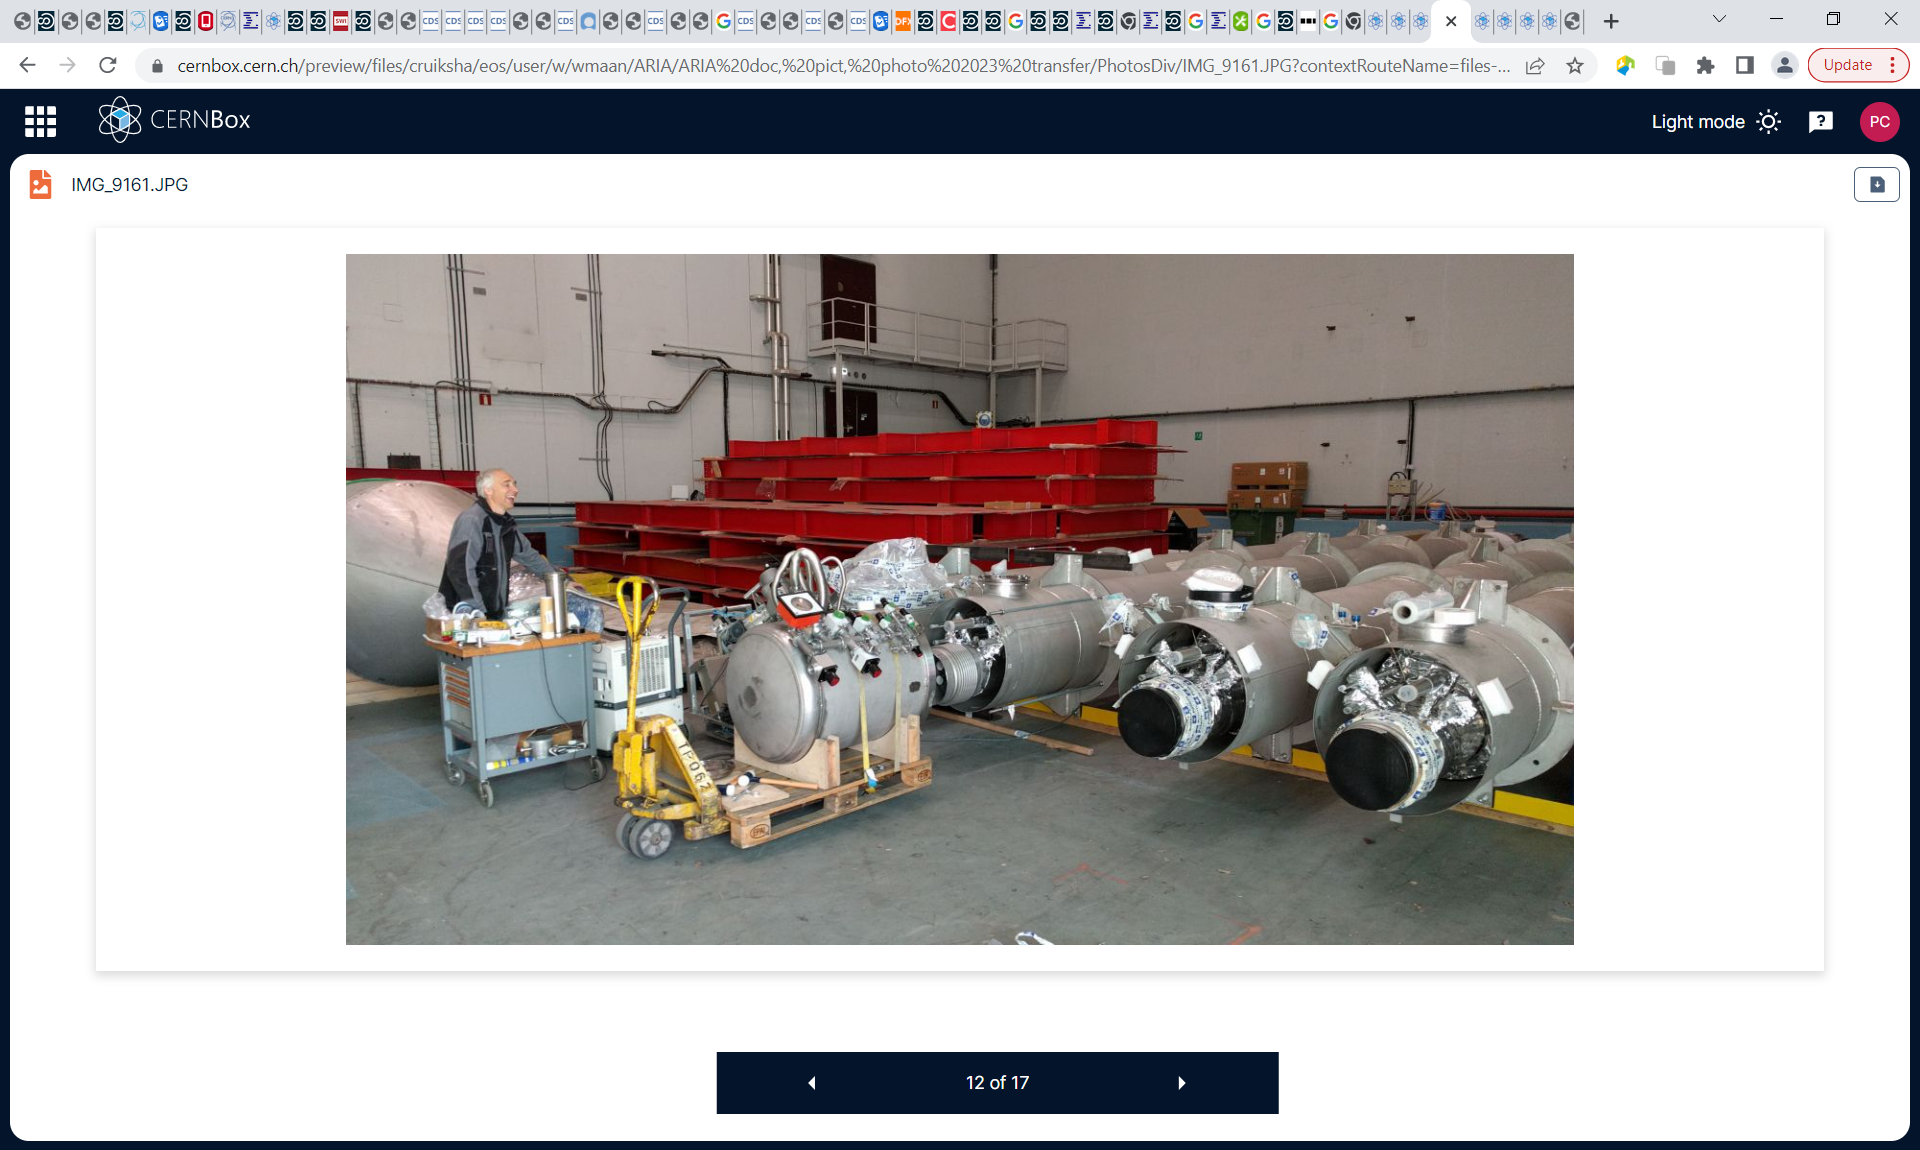 cernbox.cern.ch/preview/files/cruiksha/eos/user/w/wmaan/ARIA/ARIA%20doc,%20pict,%20photo%202023%20transfer/PhotosDiv/IMG_9161.JPG?contextRouteName=files-...
Update
CERNBox
Light mode
PC
IMG_9161.JPG
12 of 17